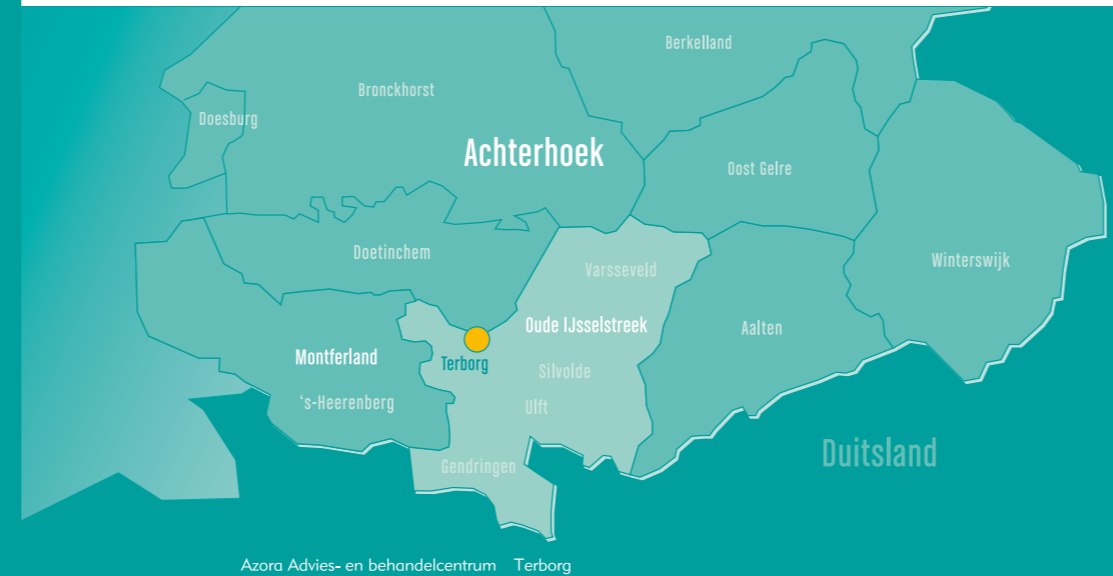 Berkelland
Bronckhorst
Doesburg
Achterhoek
Oost Gelre
Doetinchem
Varsseveld
Winterswijk
Oude IJsselstreek
Aalten
Montferland
Terborg
Silvolde
's-Heerenberg
Ulft
Duitsland
Gendringen
Azora Advies- en behandelcentrum Terborg